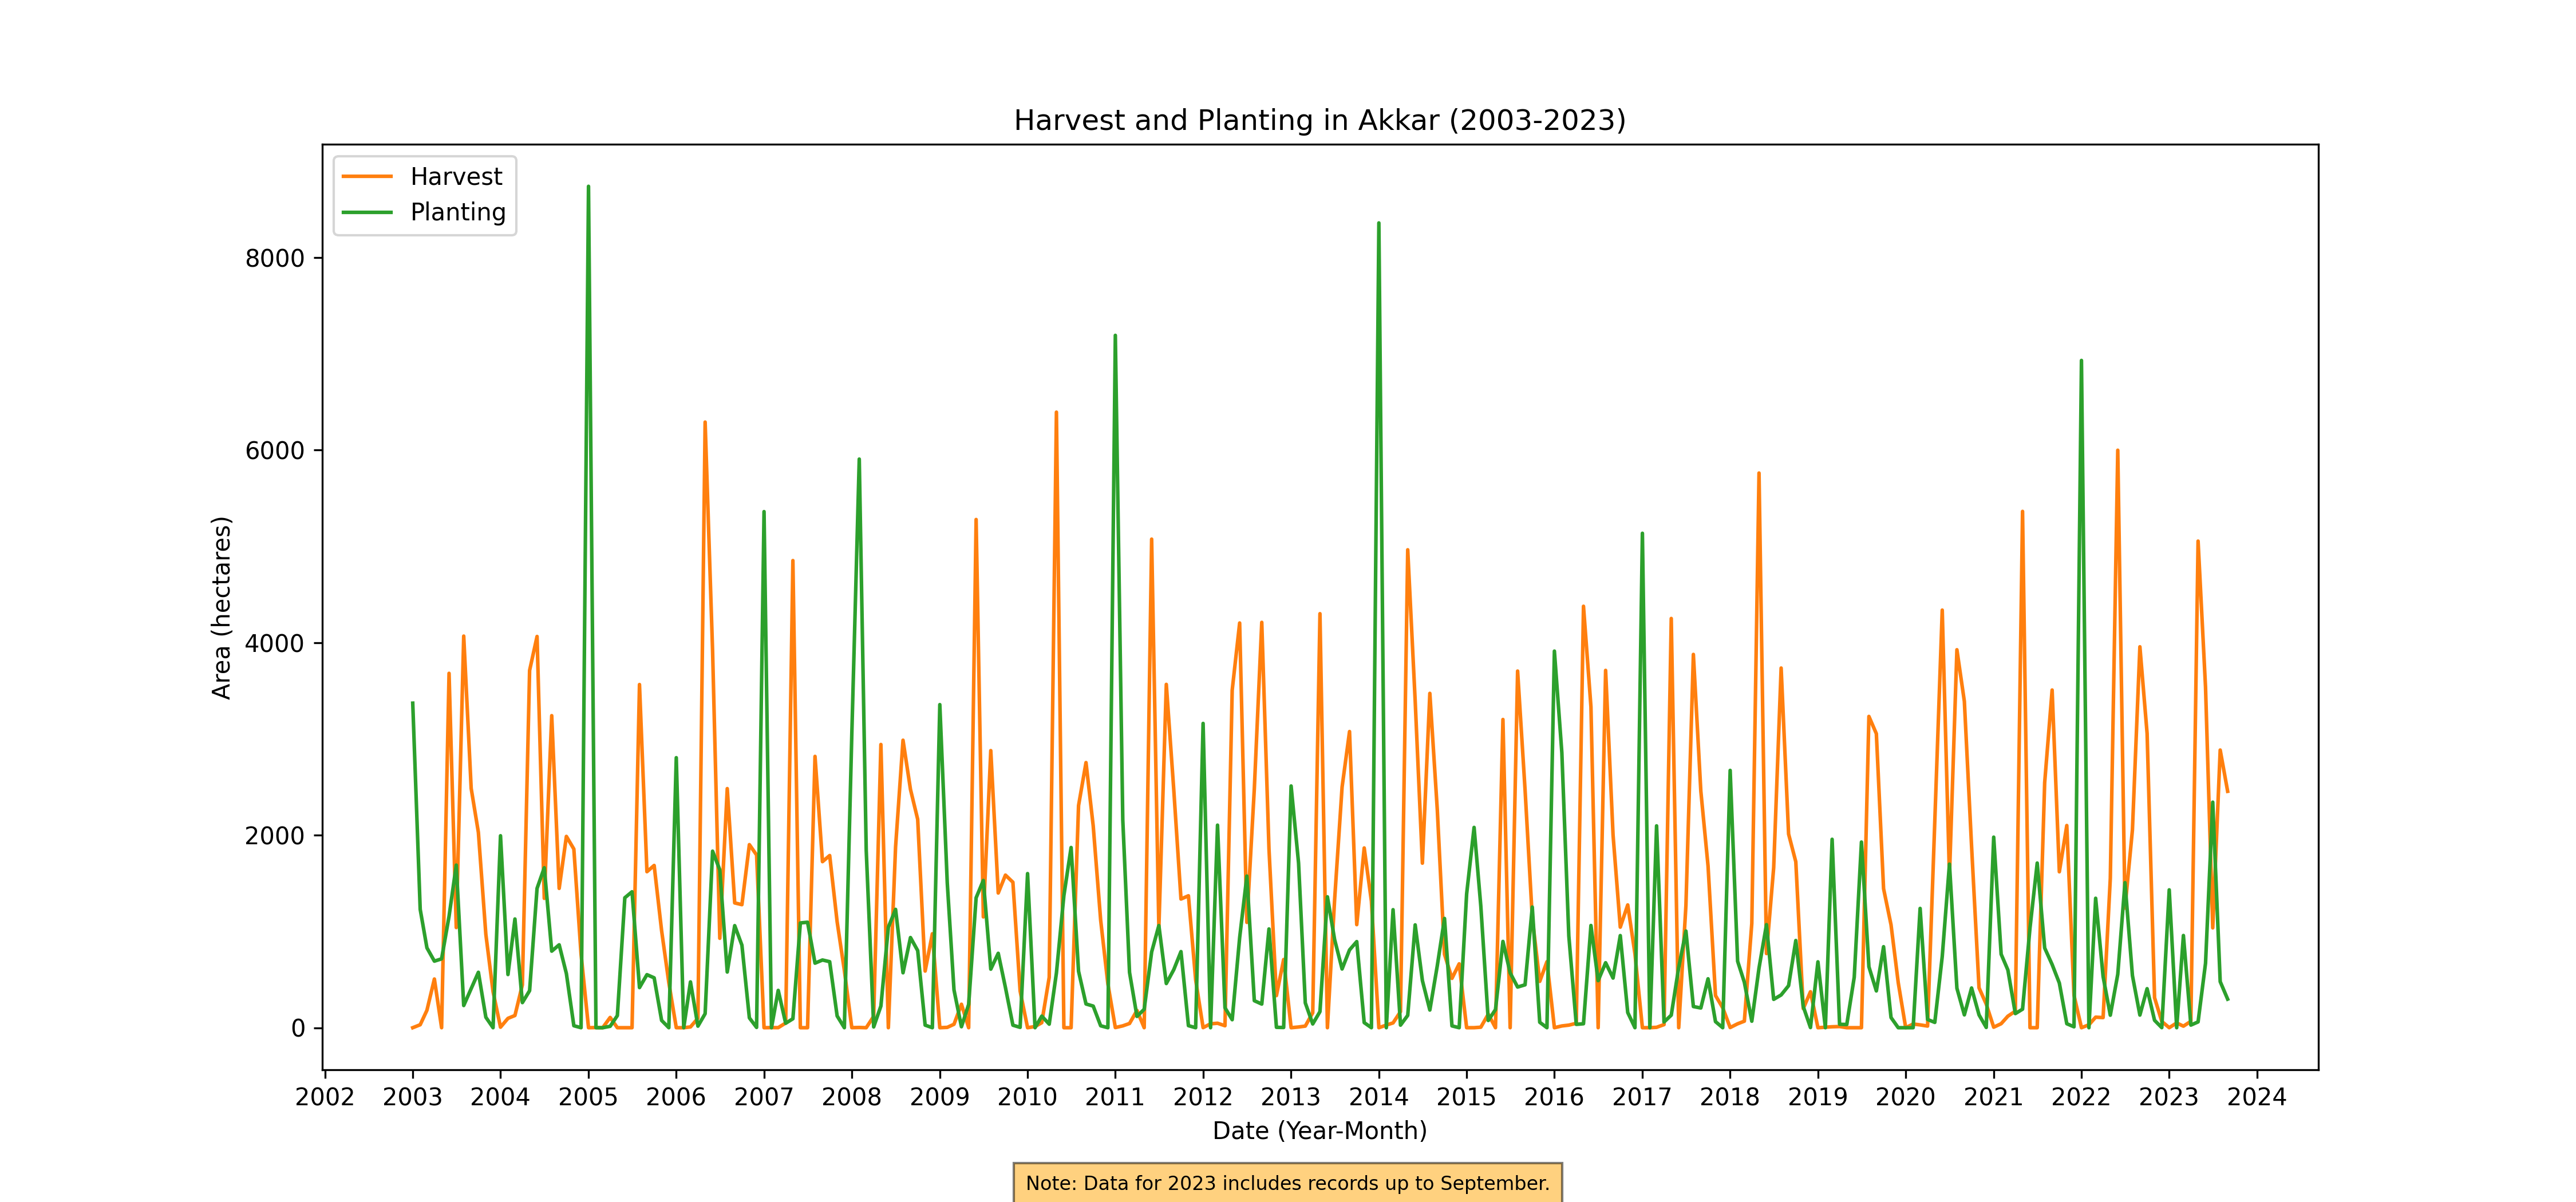 Harvest and Planting in Akkar (2003-2023)
Harvest
Planting
8000
6000
4000
2000
0
Area (hectares)
2002 2003 2004 2005 2006 2007 2008 2009 2010 2011 2012 2013 2014 2015 2016 2017 2018 2019 2020 2021 2022 2023 2024
Date (Year-Month)
Note: Data for 2023 includes records up to September.